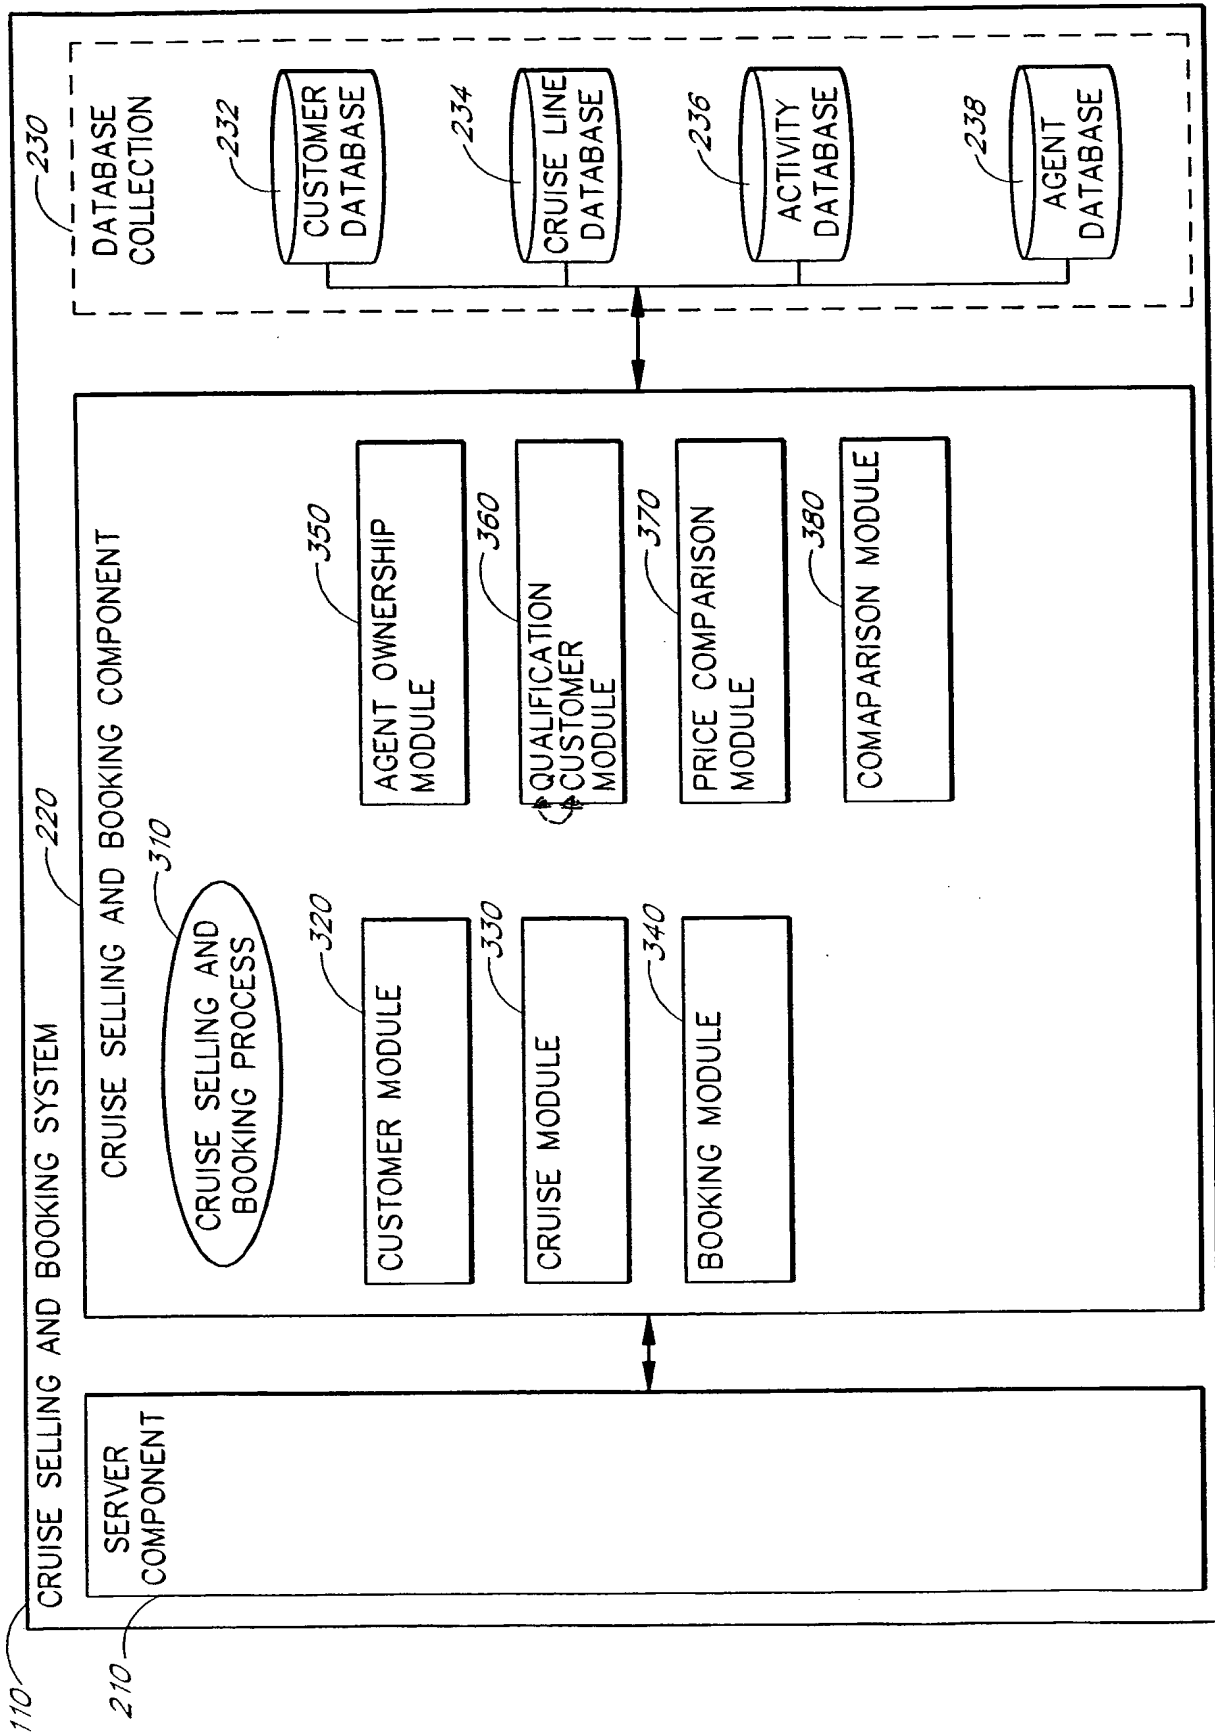 110
CRUISE SELLING AND BOOKING SYSTEM
210
SERVER
COMPONENT
220
CRUISE SELLING AND BOOKING COMPONENT
310
CRUISE SELLING AND
BOOKING PROCESS
320
CUSTOMER MODULE
330
CRUISE MODULE
340
BOOKING MODULE
350
AGENT OWNERSHIP
MODULE
360
QUALIFICATION
CUSTOMER
MODULE
370
PRICE COMPARISON
MODULE
380
COMAPARISON MODULE
230
DATABASE
COLLECTION
232
CUSTOMER
DATABASE
234
CRUISE LINE
DATABASE
236
ACTIVITY
DATABASE
238
AGENT
DATABASE